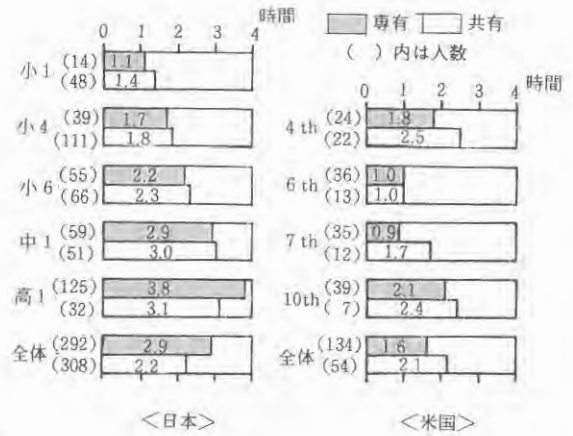 時間
0 1 2 3 4
専有 共有
( )内は人数
小1 (14) 1.1
(48) 1.4
小4 (39) 1.7
(111) 1.8
小6 (55) 2.2
(66) 2.3
中1 (59) 2.9
(51) 3.0
高1 (125) 3.8
(32) 3.1
全体 (292) 2.9
(308) 2.2
<日本>
時間
0 1 2 3 4
4 th (24) 1.8
(22) 2.5
6 th (36) 1.0
(13) 1.0
7 th (35) 0.9
(12) 1.7
10th (39) 2.1
( 7) 2.4
全体 (134) 1.6
(54) 2.1
<米国>